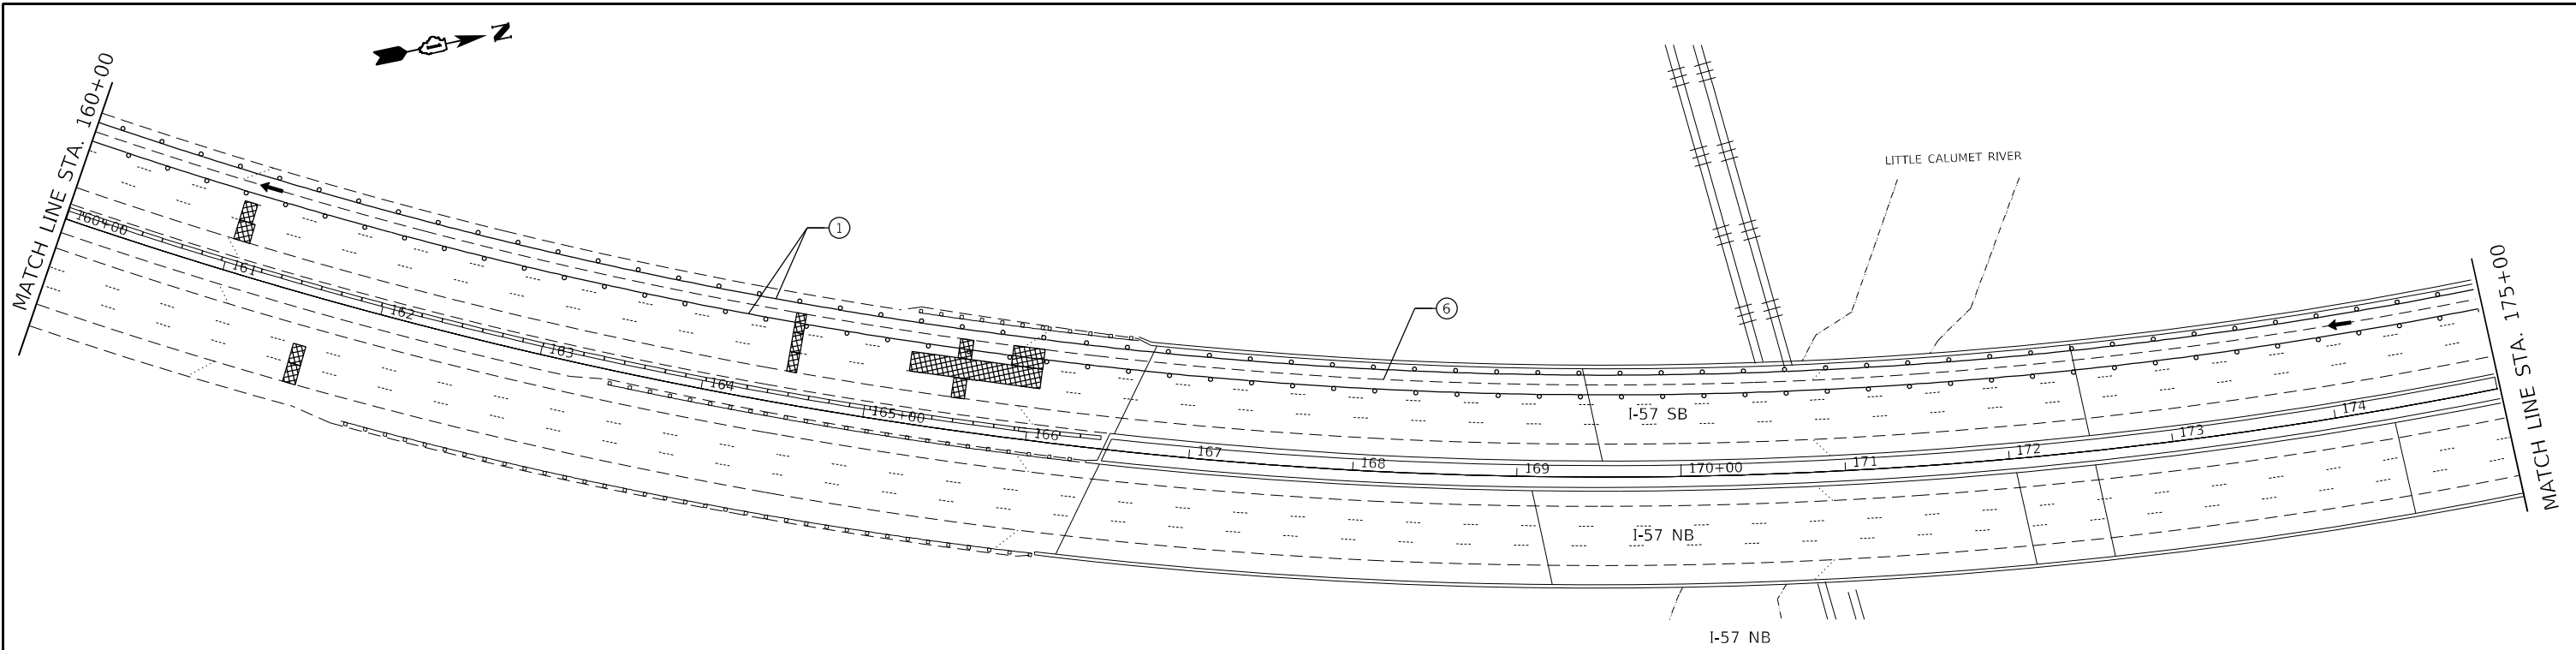 N
MATCH LINE STA. 160+00
LITTLE CALUMET RIVER
1
6
160+00
161
162
163
164
165+00
166
167
168
169
170+00
171
172
173
174
I-57 SB
I-57 NB
I-57 NB
MATCH LINE STA. 175+00